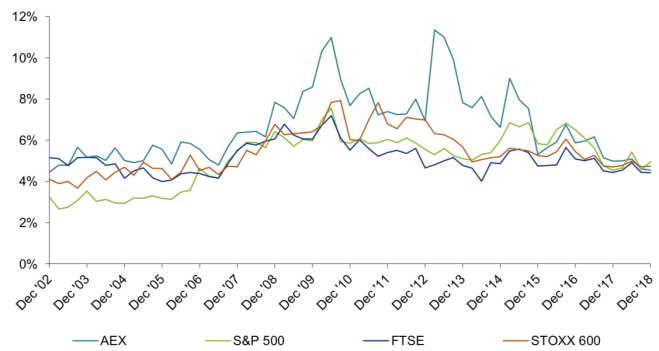 12%
10%
8%
6%
4%
2%
0%
Dec '02
Dec '03
Dec '04
Dec '05
Dec '06
Dec '07
Dec '08
Dec '09
Dec '10
Dec '11
Dec '12
Dec '13
Dec '14
Dec '15
Dec '16
Dec '17
Dec '18
AEX
S&P 500
FTSE
STOXX 600